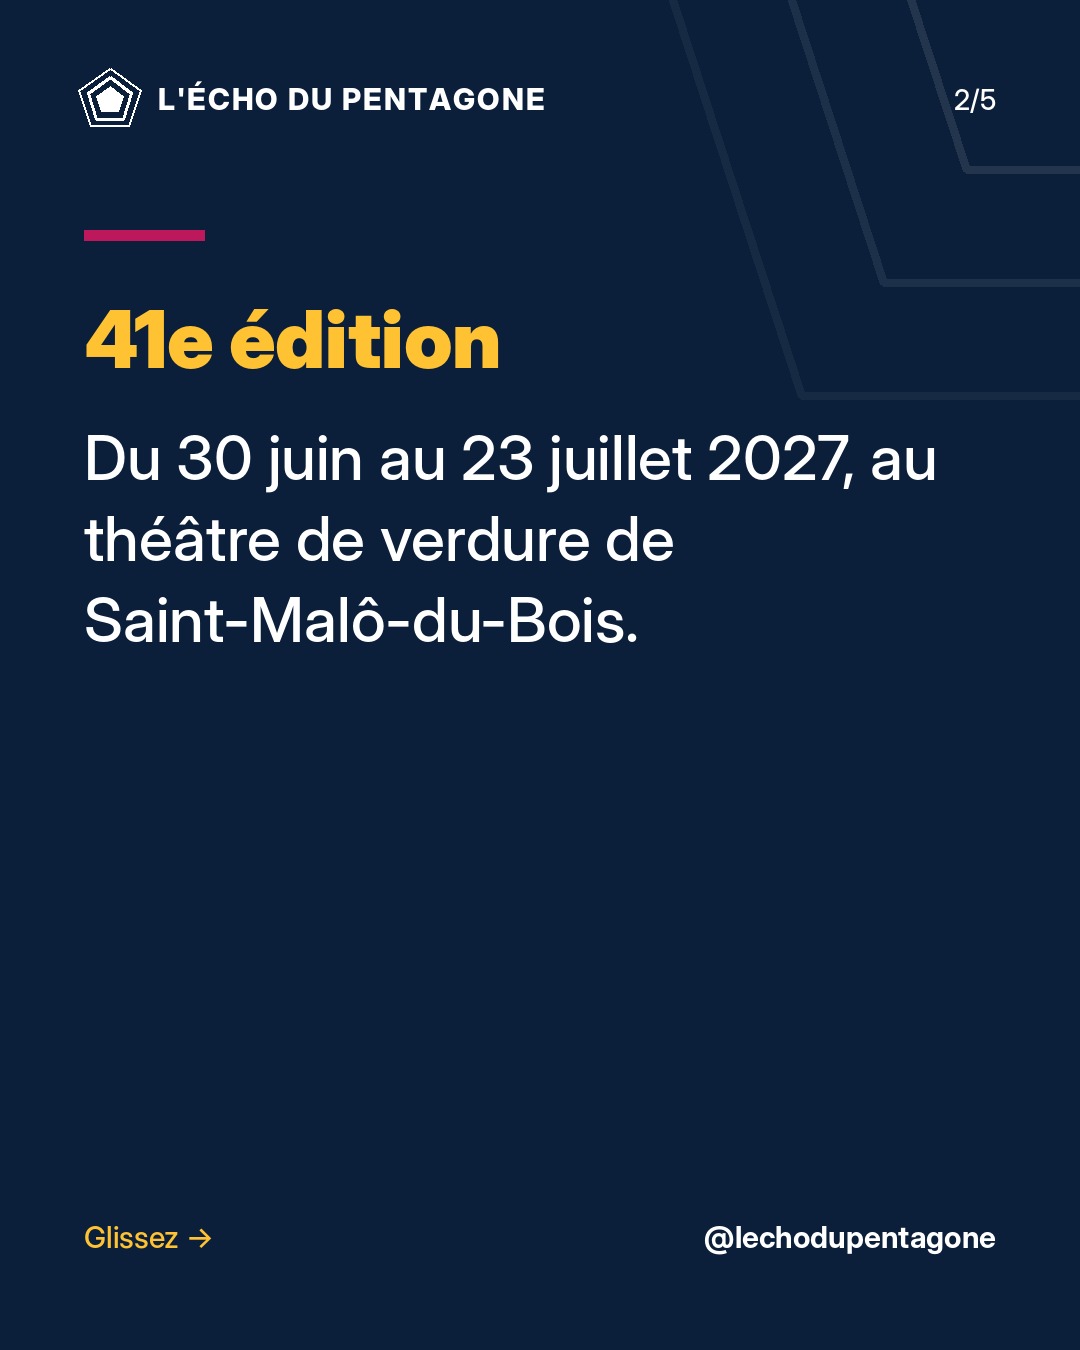 L'ÉCHO DU PENTAGONE
2/5
41e édition
Du 30 juin au 23 juillet 2027, au
théâtre de verdure de
Saint-Malô-du-Bois.
Glissez →
@lechodupentagone